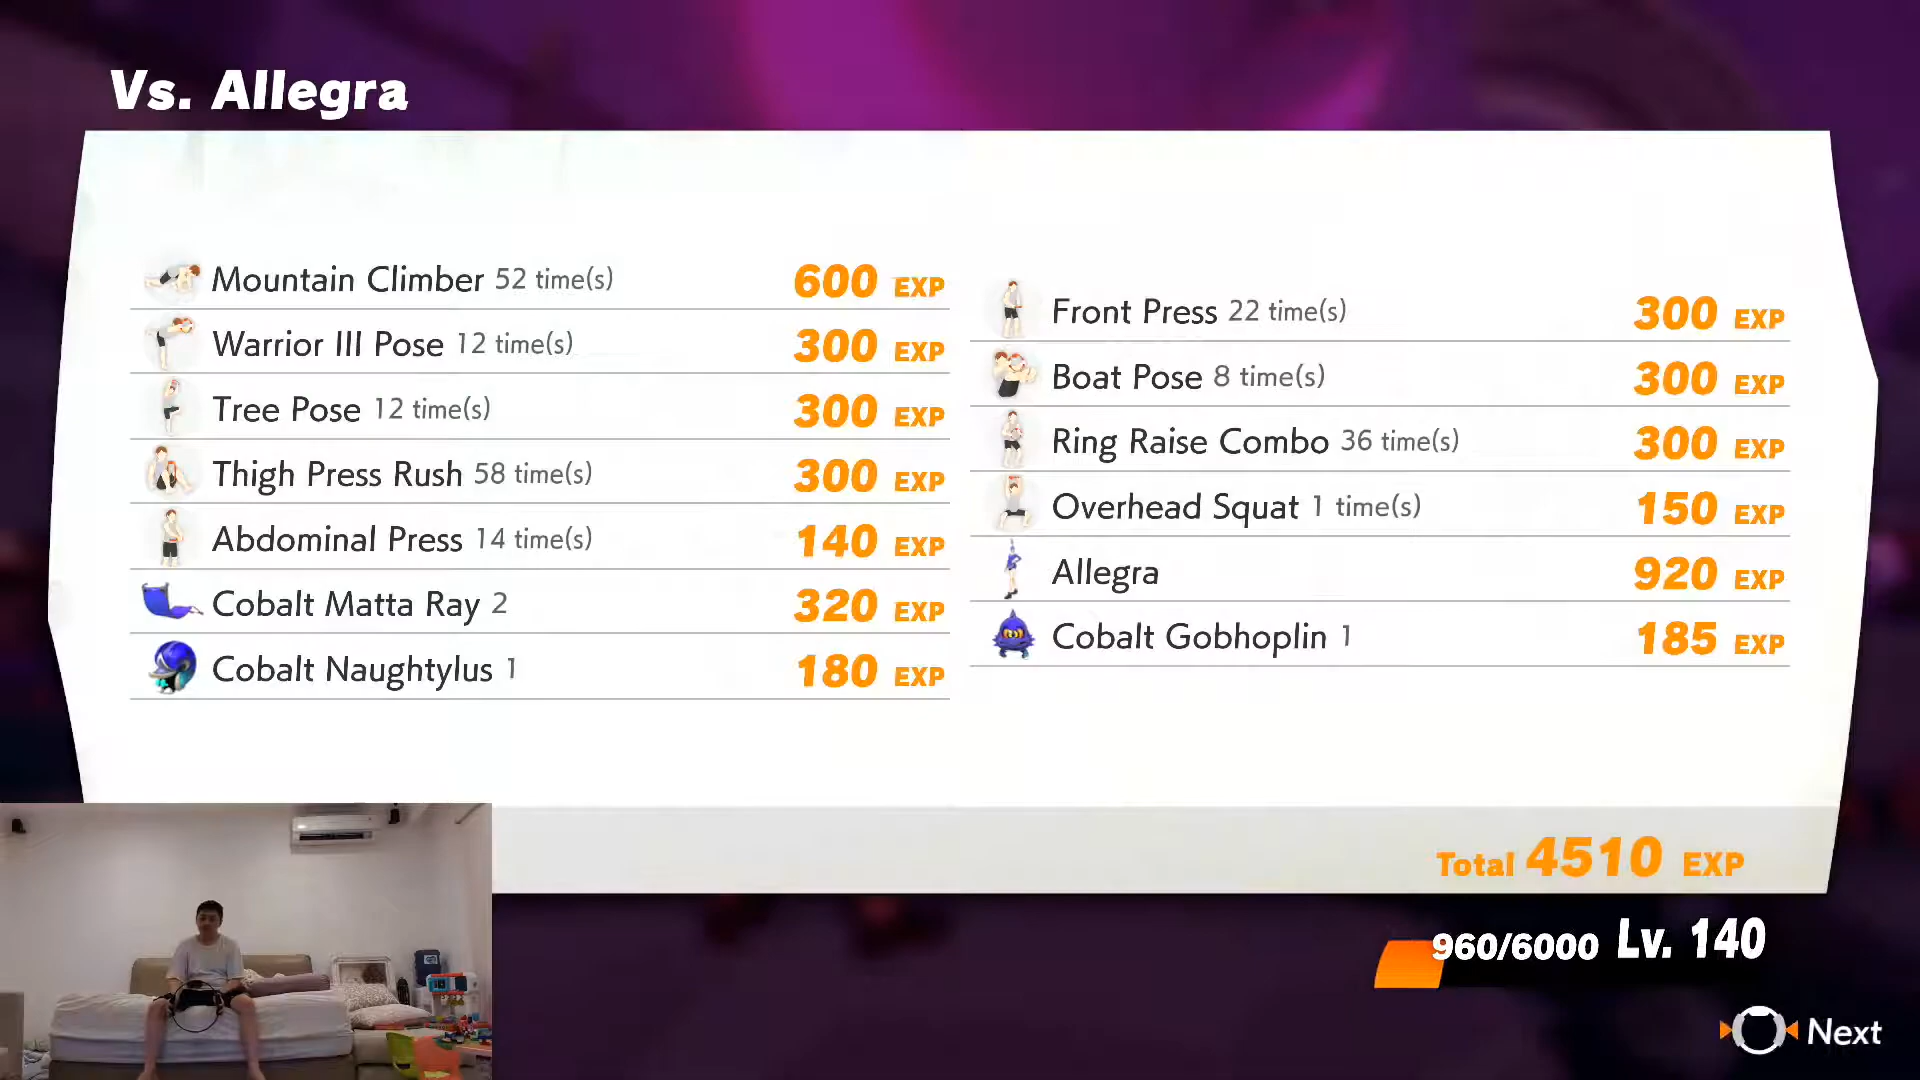 Vs. Allegra
Mountain Climber 52 time(s) 600 EXP
Warrior III Pose 12 time(s) 300 EXP
Tree Pose 12 time(s) 300 EXP
Thigh Press Rush 58 time(s) 300 EXP
Abdominal Press 14 time(s) 140 EXP
Cobalt Matta Ray 2 320 EXP
Cobalt Naughtylus 1 180 EXP
Front Press 22 time(s) 300 EXP
Boat Pose 8 time(s) 300 EXP
Ring Raise Combo 36 time(s) 300 EXP
Overhead Squat 1 time(s) 150 EXP
Allegra 920 EXP
Cobalt Gobhoplin 1 185 EXP
Total 4510 EXP
960/6000 Lv. 140
Next